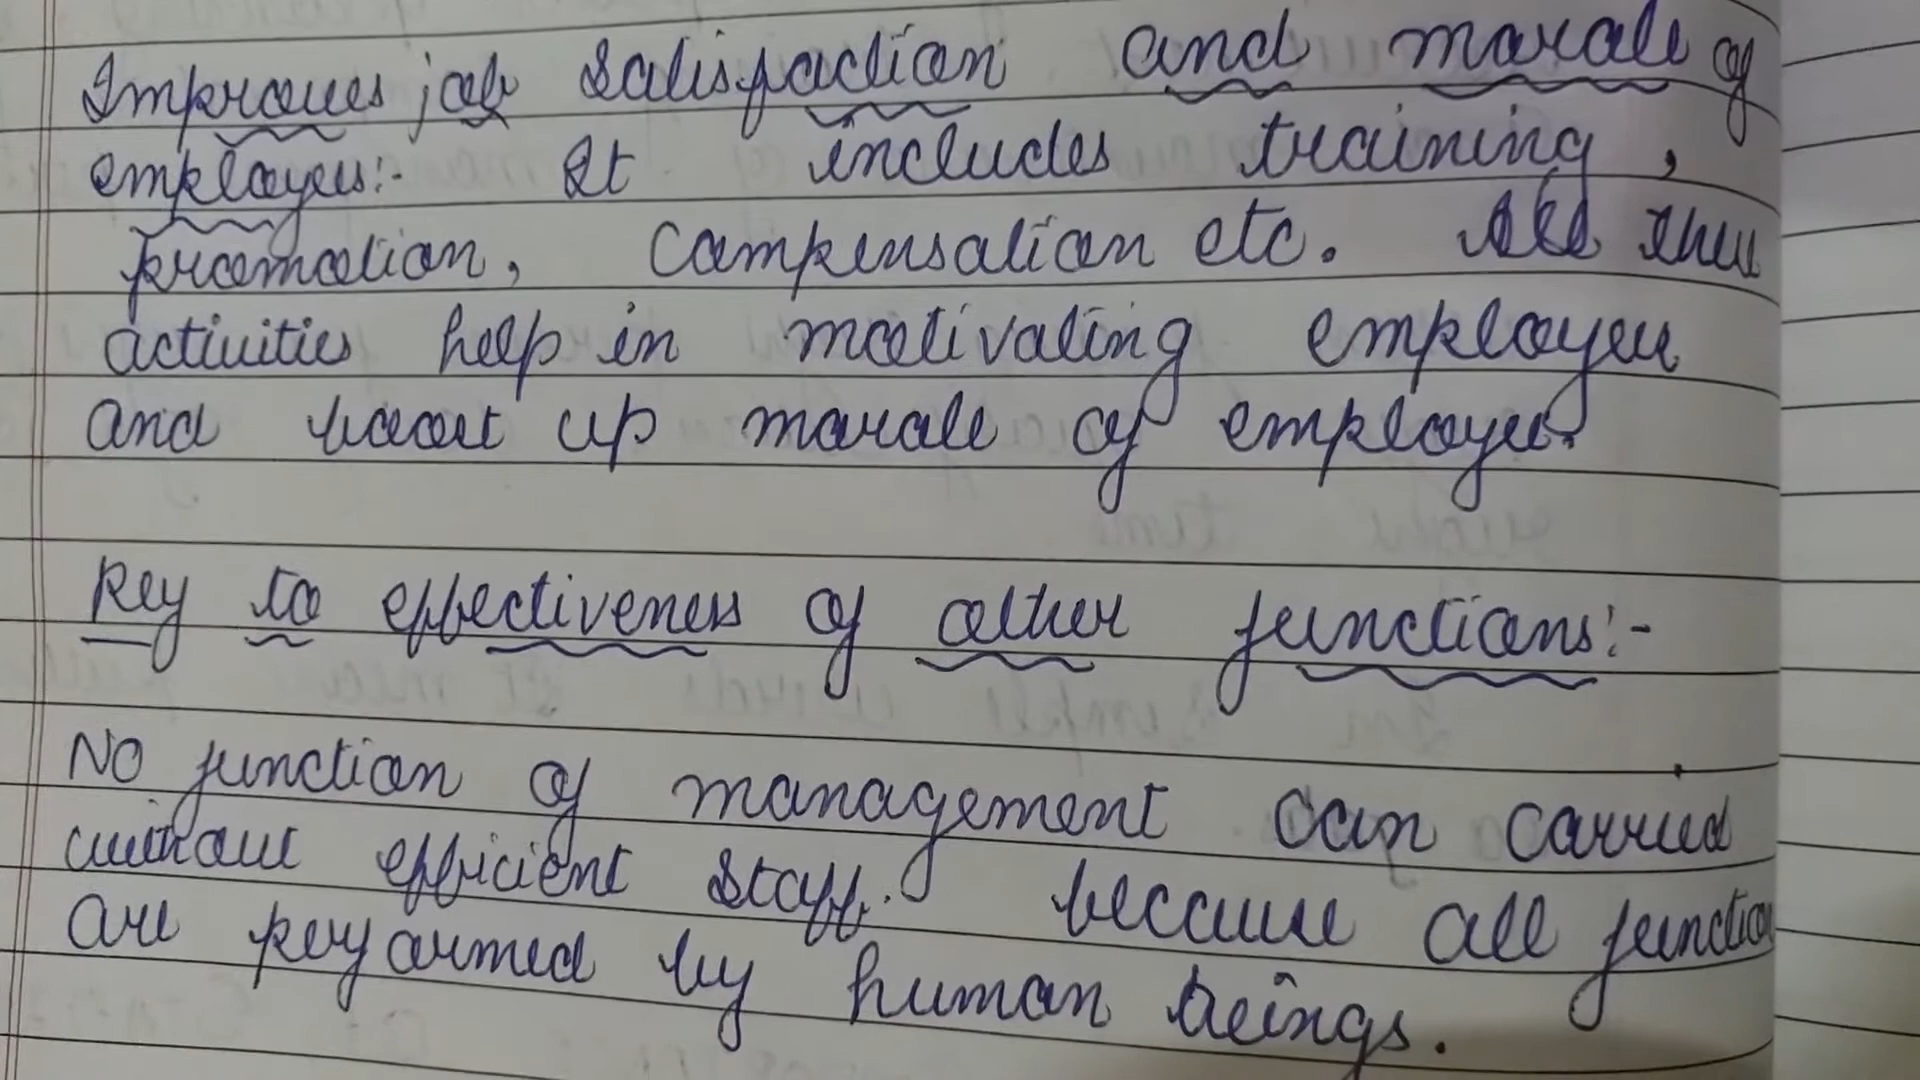 Improves job satisfaction and morale of
employees:- It includes training,
promotion, compensation etc. All these
activities help in motivating employees
and boost up morale of employees.
Key to effectiveness of other functions:-
No function of management can carried
without efficient staff. because all function
are performed by human beings.